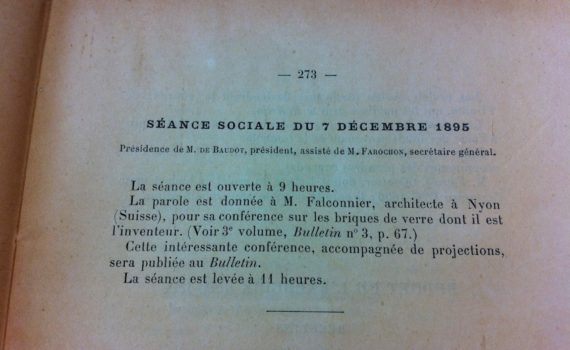 — 273 —
SÉANCE SOCIALE DU 7 DÉCEMBRE 1895
Présidence de M. DE BAUDOT, président, assisté de M. FAROCHON, secrétaire général.
La séance est ouverte à 9 heures.
La parole est donnée à M. Falconnier, architecte à Nyon
(Suisse), pour sa conférence sur les briques de verre dont il est
l'inventeur. (Voir 3e volume, Bulletin no 3, p. 67.)
Cette intéressante conférence, accompagnée de projections,
sera publiée au Bulletin.
La séance est levée à 11 heures.